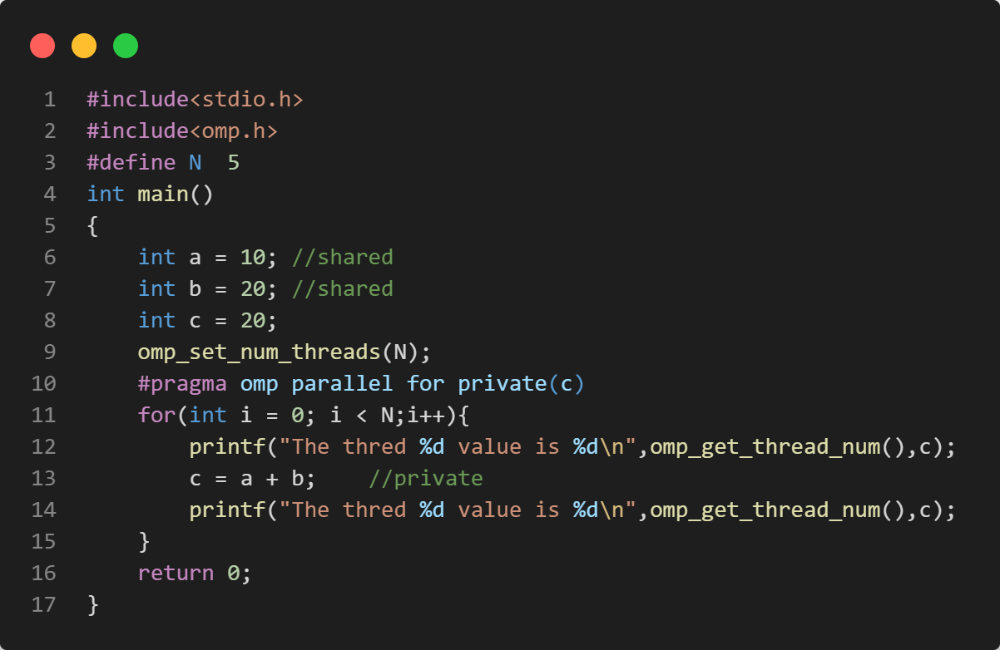 1 #include<stdio.h>
2 #include<omp.h>
3 #define N  5
4 int main()
5 {
6     int a = 10; //shared
7     int b = 20; //shared
8     int c = 20;
9     omp_set_num_threads(N);
10     #pragma omp parallel for private(c)
11     for(int i = 0; i < N;i++){
12         printf("The thred %d value is %d\n",omp_get_thread_num(),c);
13         c = a + b;    //private
14         printf("The thred %d value is %d\n",omp_get_thread_num(),c);
15     }
16     return 0;
17 }